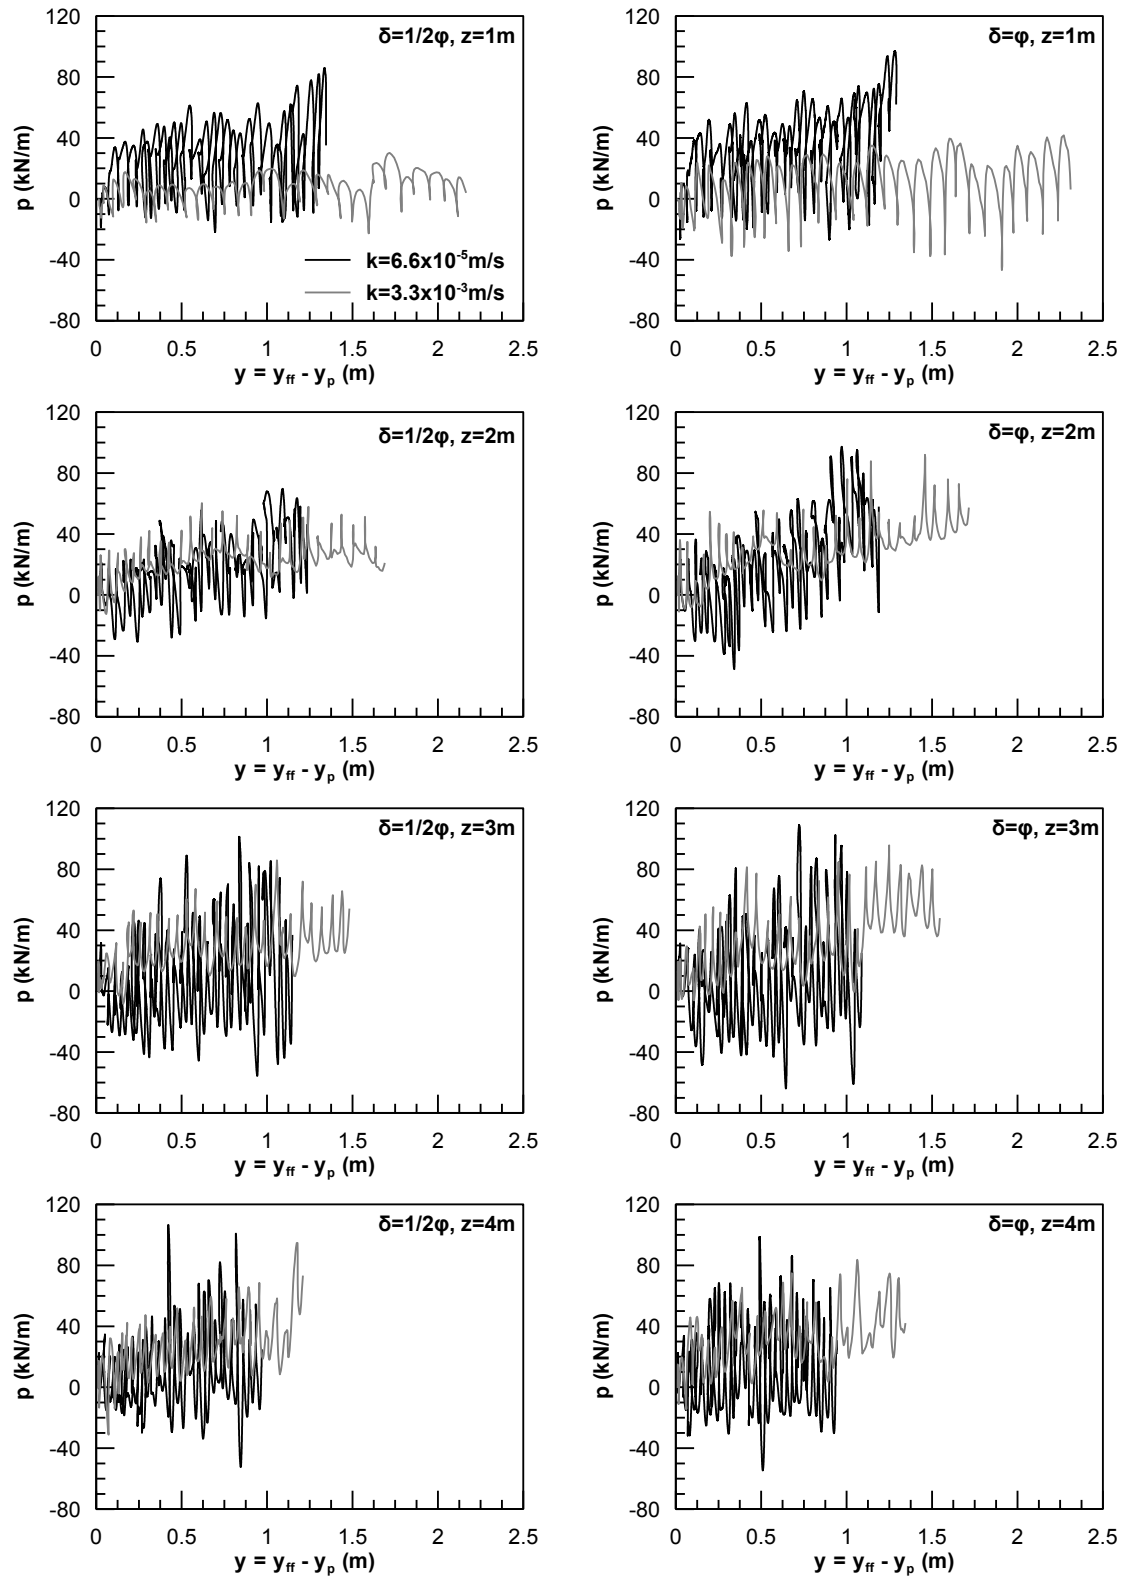 120
80
40
0
-40
-80
p (kN/m)
δ=1/2φ, z=1m
k=6.6x10⁻⁵m/s
k=3.3x10⁻³m/s
0 0.5 1 1.5 2 2.5
y = y_ff - y_p (m)
120
80
40
0
-40
-80
p (kN/m)
δ=φ, z=1m
0 0.5 1 1.5 2 2.5
y = y_ff - y_p (m)
120
80
40
0
-40
-80
p (kN/m)
δ=1/2φ, z=2m
0 0.5 1 1.5 2 2.5
y = y_ff - y_p (m)
120
80
40
0
-40
-80
p (kN/m)
δ=φ, z=2m
0 0.5 1 1.5 2 2.5
y = y_ff - y_p (m)
120
80
40
0
-40
-80
p (kN/m)
δ=1/2φ, z=3m
0 0.5 1 1.5 2 2.5
y = y_ff - y_p (m)
120
80
40
0
-40
-80
p (kN/m)
δ=φ, z=3m
0 0.5 1 1.5 2 2.5
y = y_ff - y_p (m)
120
80
40
0
-40
-80
p (kN/m)
δ=1/2φ, z=4m
0 0.5 1 1.5 2 2.5
y = y_ff - y_p (m)
120
80
40
0
-40
-80
p (kN/m)
δ=φ, z=4m
0 0.5 1 1.5 2 2.5
y = y_ff - y_p (m)